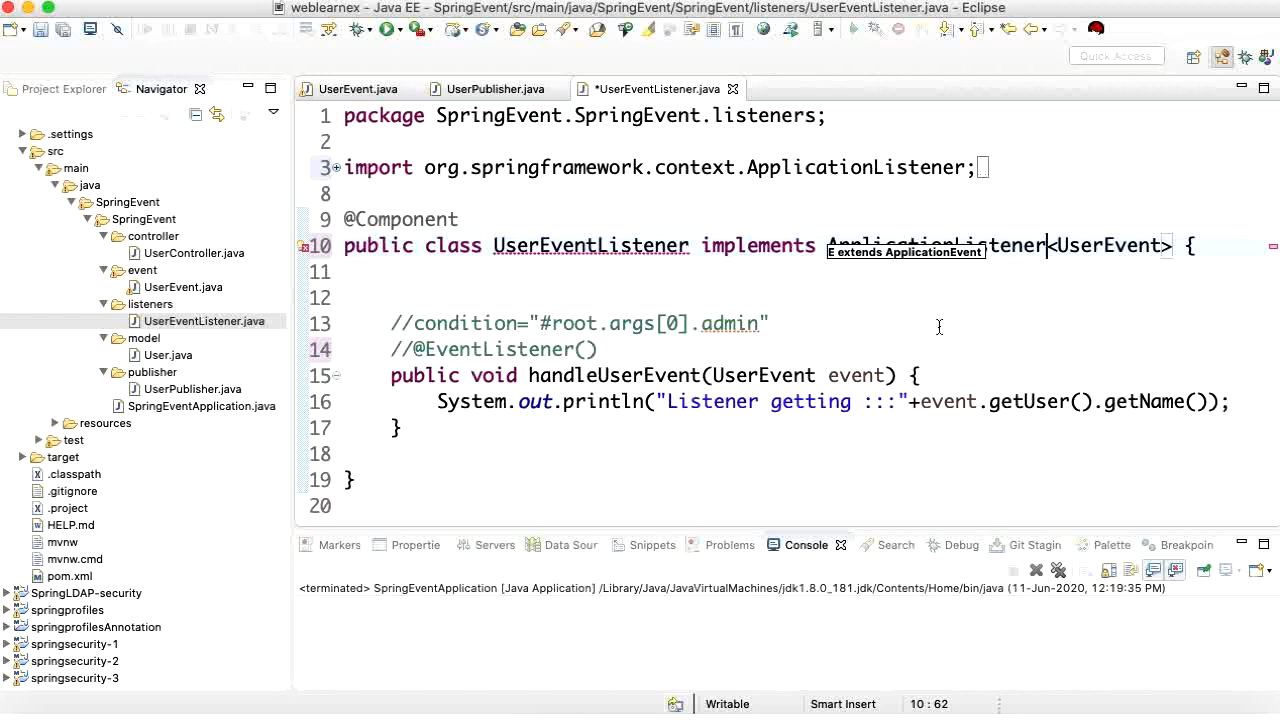 weblearnex - Java EE - SpringEvent/src/main/java/SpringEvent/SpringEvent/listeners/UserEventListener.java - Eclipse
Quick Access
Project Explorer
Navigator
UserEvent.java
UserPublisher.java
*UserEventListener.java
.settings
src
main
java
SpringEvent
SpringEvent
controller
UserController.java
event
UserEvent.java
listeners
UserEventListener.java
model
User.java
publisher
UserPublisher.java
SpringEventApplication.java
resources
test
target
.classpath
.gitignore
.project
HELP.md
mvnw
mvnw.cmd
pom.xml
SpringLDAP-security
springprofiles
springprofilesAnnotation
springsecurity-1
springsecurity-2
springsecurity-3
1 package SpringEvent.SpringEvent.listeners;
2
3 import org.springframework.context.ApplicationListener;
8
9 @Component
10 public class UserEventListener implements ApplicationListener<UserEvent> {
E extends ApplicationEvent
11
12
13 //condition="#root.args[0].admin"
14 //@EventListener()
15 public void handleUserEvent(UserEvent event) {
16 System.out.println("Listener getting :::"+event.getUser().getName());
17 }
18
19 }
20
Markers
Propertie
Servers
Data Sour
Snippets
Problems
Console
Search
Debug
Git Stagin
Palette
Breakpoin
<terminated> SpringEventApplication [Java Application] /Library/Java/JavaVirtualMachines/jdk1.8.0_181.jdk/Contents/Home/bin/java (11-Jun-2020, 12:19:35 PM)
Writable
Smart Insert
10 : 62